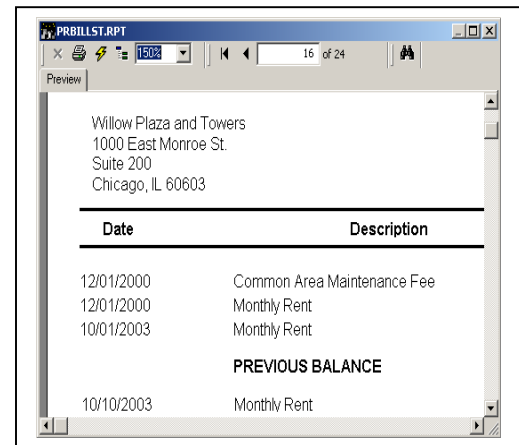 PRBILLST.RPT
150% 16 of 24
Preview
Willow Plaza and Towers
1000 East Monroe St.
Suite 200
Chicago, IL 60603
Date Description
12/01/2000 Common Area Maintenance Fee
12/01/2000 Monthly Rent
10/01/2003 Monthly Rent
PREVIOUS BALANCE
10/10/2003 Monthly Rent